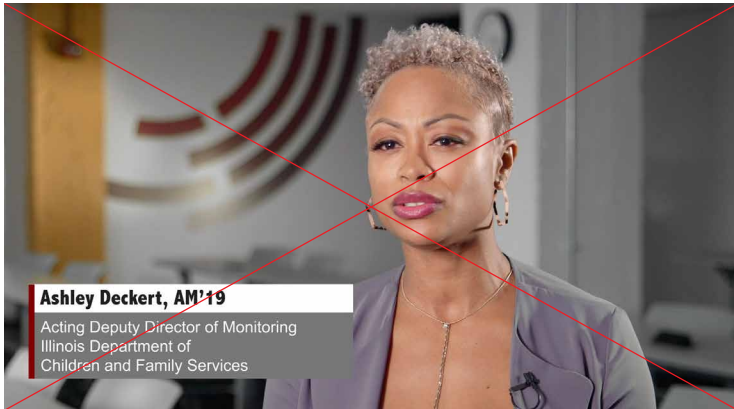 Ashley Deckert, AM'19
Acting Deputy Director of Monitoring
Illinois Department of
Children and Family Services